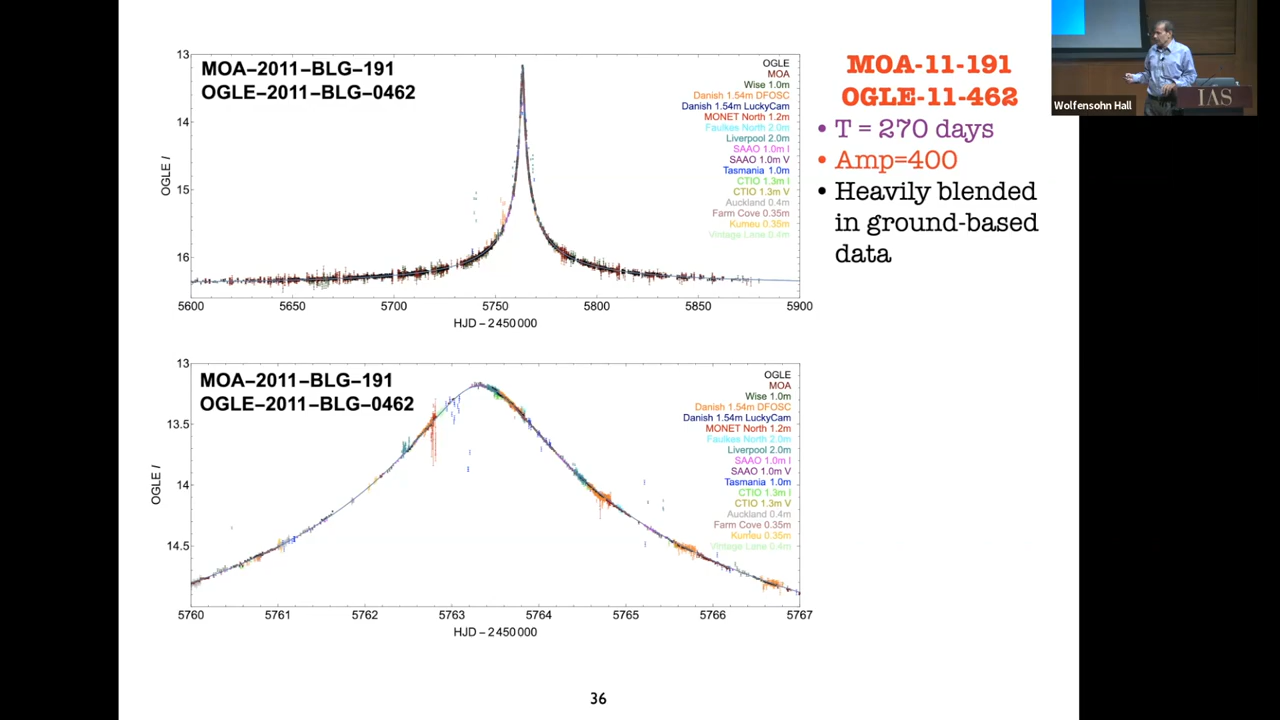 MOA−2011−BLG−191
OGLE−2011−BLG−0462
OGLE
MOA
Wise 1.0m
Danish 1.54m DFOSC
Danish 1.54m LuckyCam
MONET North 1.2m
Faulkes North 2.0m
Liverpool 2.0m
SAAO 1.0m I
SAAO 1.0m V
Tasmania 1.0m
CTIO 1.3m I
CTIO 1.3m V
Auckland 0.4m
Farm Cove 0.35m
Kumeu 0.35m
Vintage Lane 0.4m
13
14
15
16
OGLE I
5600
5650
5700
5750
5800
5850
5900
HJD − 2 450 000
MOA−2011−BLG−191
OGLE−2011−BLG−0462
OGLE
MOA
Wise 1.0m
Danish 1.54m DFOSC
Danish 1.54m LuckyCam
MONET North 1.2m
Faulkes North 2.0m
Liverpool 2.0m
SAAO 1.0m I
SAAO 1.0m V
Tasmania 1.0m
CTIO 1.3m I
CTIO 1.3m V
Auckland 0.4m
Farm Cove 0.35m
Kumeu 0.35m
Vintage Lane 0.4m
13
13.5
14
14.5
OGLE I
5760
5761
5762
5763
5764
5765
5766
5767
HJD − 2 450 000
MOA-11-191
OGLE-11-462
• T = 270 days
• Amp=400
• Heavily blended
in ground-based
data
Wolfensohn Hall
IAS
36